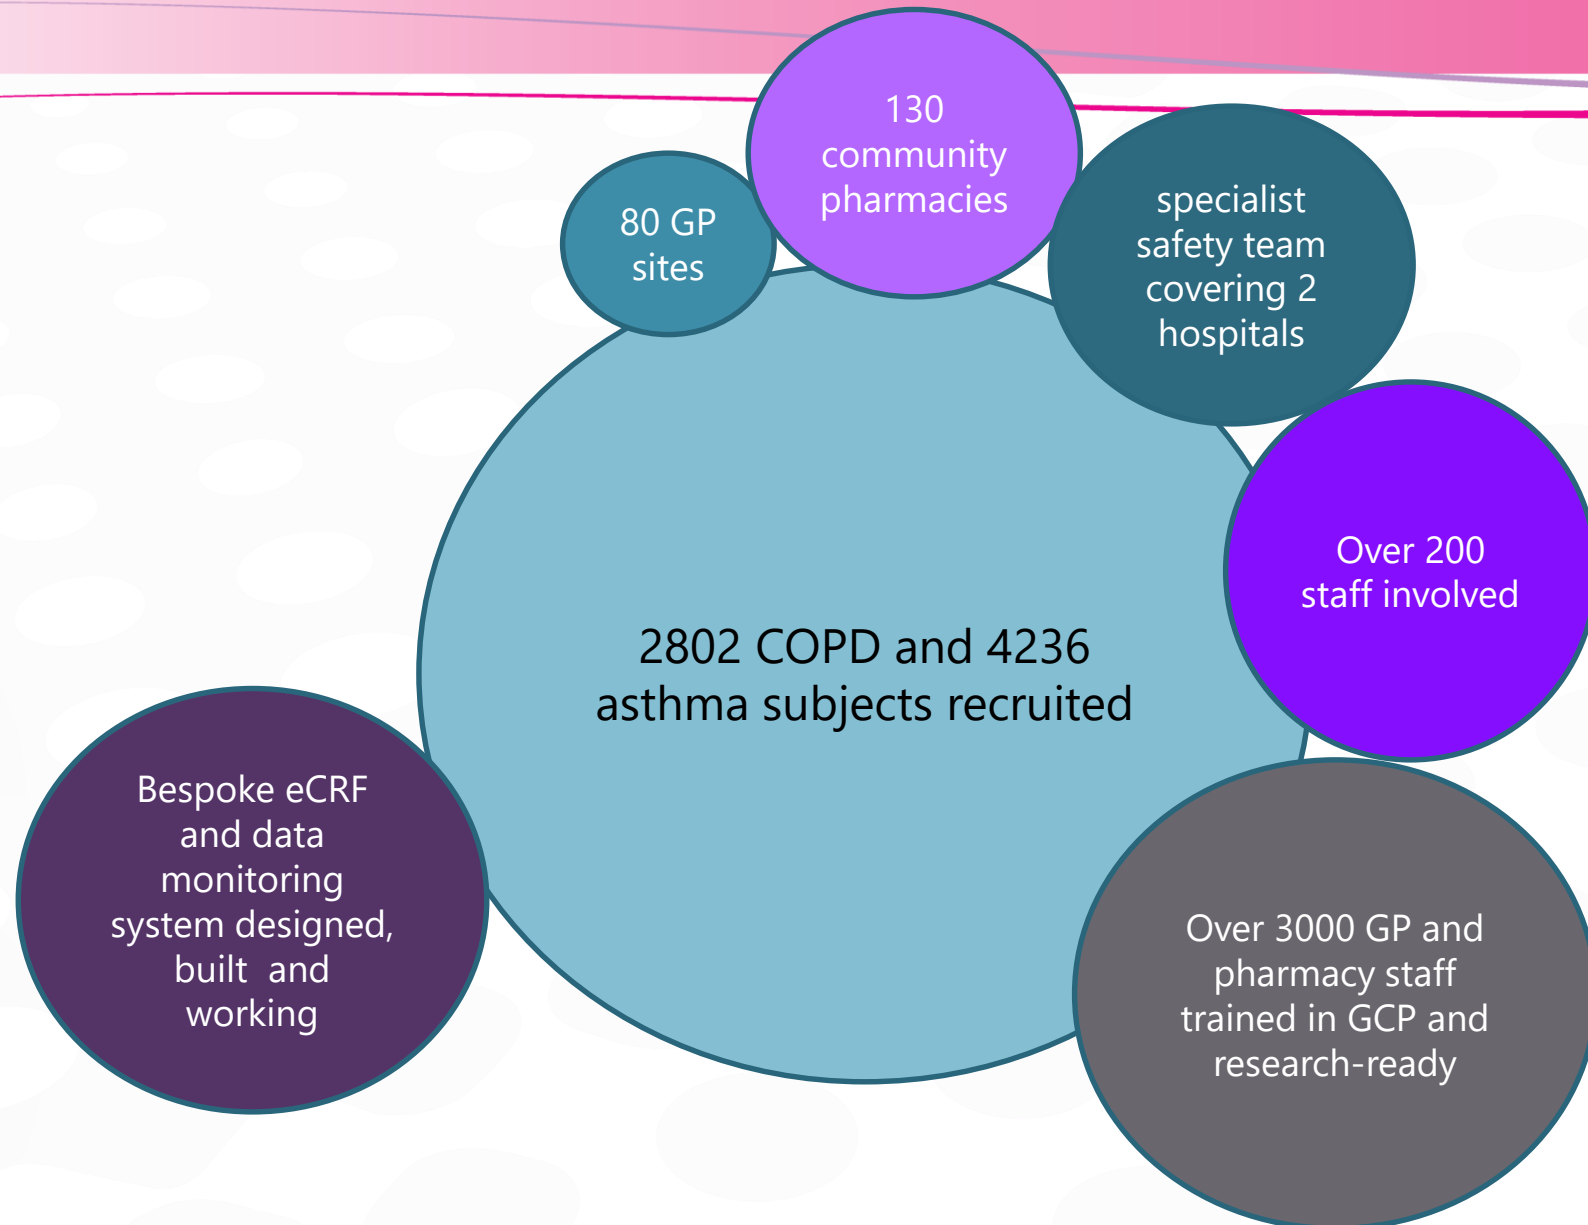 130
community
pharmacies
80 GP
sites
specialist
safety team
covering 2
hospitals
Over 200
staff involved
2802 COPD and 4236
asthma subjects recruited
Bespoke eCRF
and data
monitoring
system designed,
built  and
working
Over 3000 GP and
pharmacy staff
trained in GCP and
research-ready